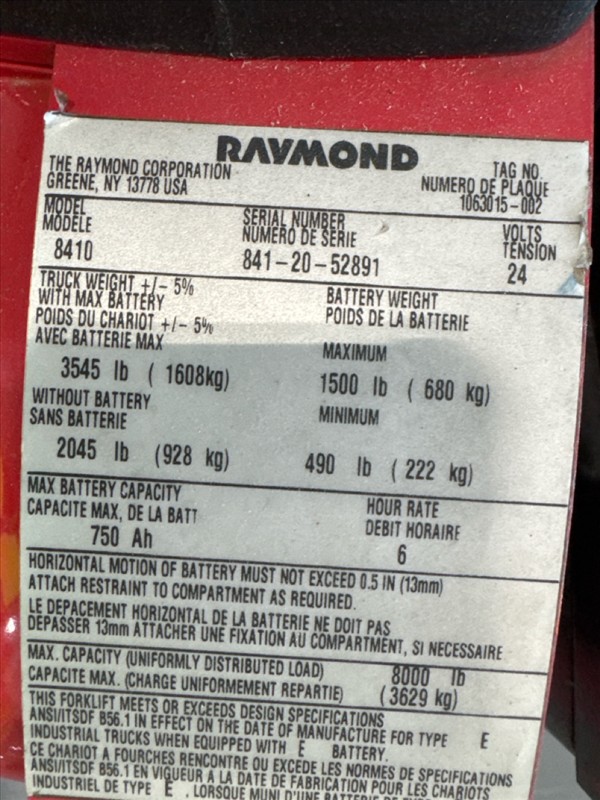 RAYMOND
THE RAYMOND CORPORATION
GREENE, NY 13778 USA
TAG NO.
NUMERO DE PLAQUE
1063015-002
MODEL
MODÈLE
8410
SERIAL NUMBER
NUMÉRO DE SÉRIE
841-20-52891
VOLTS
TENSION
24
TRUCK WEIGHT +/- 5%
WITH MAX BATTERY
POIDS DU CHARIOT +/- 5%
AVEC BATTERIE MAX
3545 lb ( 1608kg)
WITHOUT BATTERY
SANS BATTERIE
2045 lb (928 kg)
BATTERY WEIGHT
POIDS DE LA BATTERIE
MAXIMUM
1500 lb ( 680 kg)
MINIMUM
490 lb ( 222 kg)
MAX BATTERY CAPACITY
CAPACITE MAX, DE LA BATT
750 Ah
HOUR RATE
DEBIT HORAIRE
6
HORIZONTAL MOTION OF BATTERY MUST NOT EXCEED 0.5 IN (13mm)
ATTACH RESTRAINT TO COMPARTMENT AS REQUIRED.
LE DEPACEMENT HORIZONTAL DE LA BATTERIE NE DOIT PAS
DEPASSER 13mm ATTACHER UNE FIXATION AU COMPARTMENT, SI NECESSAIRE
MAX. CAPACITY (UNIFORMLY DISTRIBUTED LOAD) 8000 lb
CAPACITE MAX. (CHARGE UNIFORMEMENT REPARTIE) (3629 kg)
THIS FORKLIFT MEETS OR EXCEEDS DESIGN SPECIFICATIONS
ANSI/ITSDF B56.1 IN EFFECT ON THE DATE OF MANUFACTURE FOR TYPE E
INDUSTRIAL TRUCKS WHEN EQUIPPED WITH E BATTERY.
CE CHARIOT A FOURCHES RENCONTRE OU EXCEDE LES NORMES DE SPECIFICATIONS
ANSI/ITSDF B56.1 EN VIGUEUR A LA DATE DE FABRICATION POUR LES CHARIOTS
INDUSTRIEL DE TYPE E , LORSQUE MUNI D'UNE BATTERIE DE